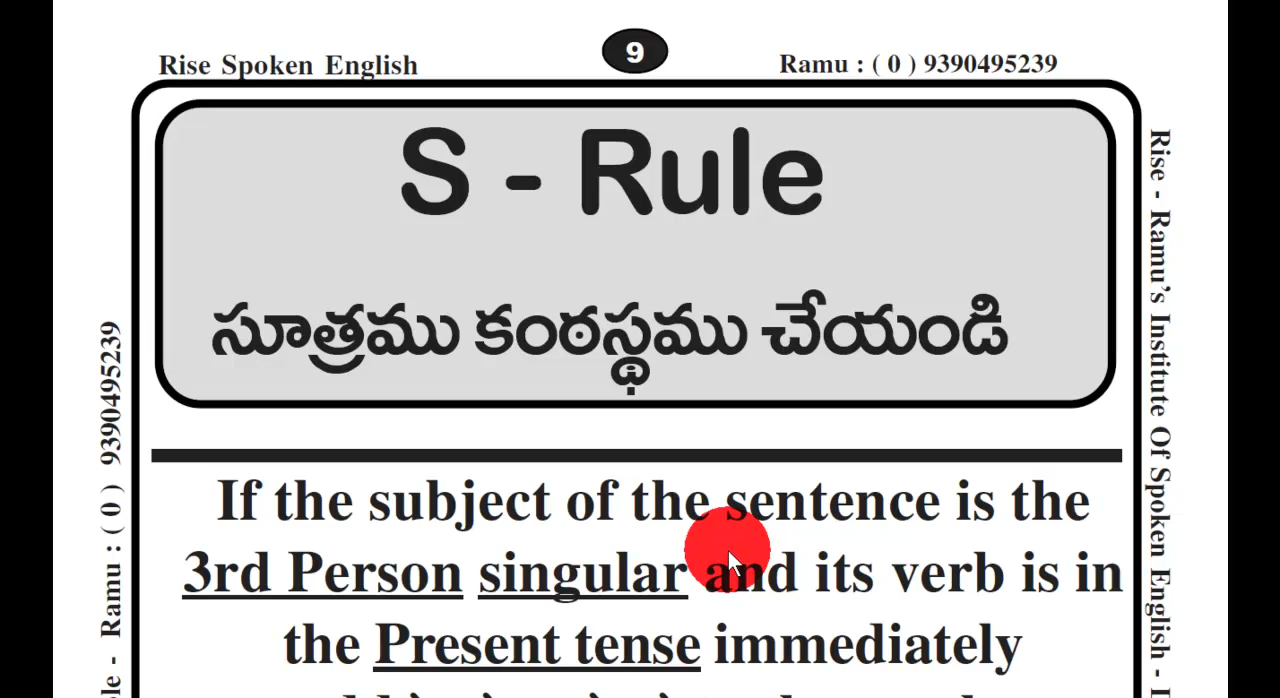 Rise Spoken English
9
Ramu : ( 0 ) 9390495239
S - Rule
సూత్రము కంఠస్థము చేయండి
If the subject of the sentence is the
3rd Person singular and its verb is in
the Present tense immediately
Ramu : ( 0 ) 9390495239
Rise - Ramu's Institute Of Spoken English -